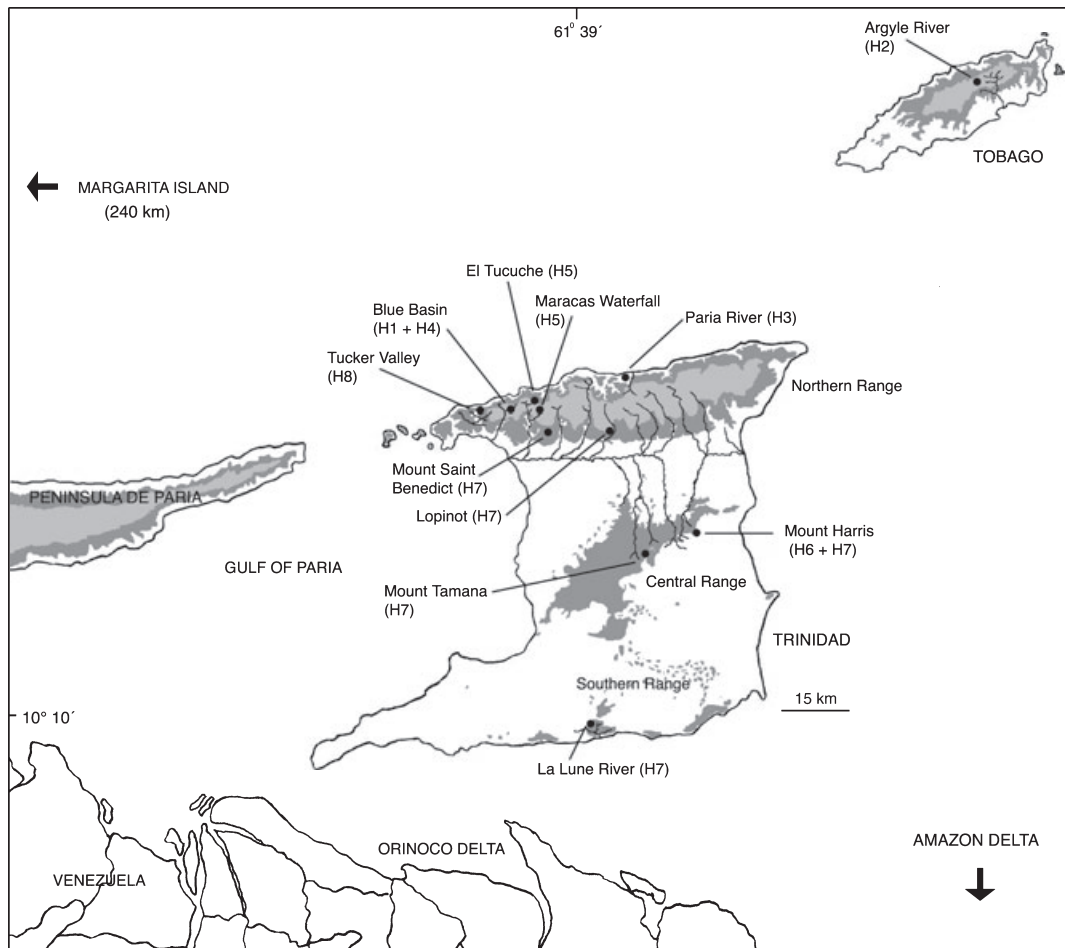 61° 39´
Argyle River
(H2)
TOBAGO
MARGARITA ISLAND
(240 km)
El Tucuche (H5)
Maracas Waterfall
(H5)
Blue Basin
(H1 + H4)
Paria River (H3)
Tucker Valley
(H8)
Northern Range
Mount Saint
Benedict (H7)
PENINSULA DE PARIA
Lopinot (H7)
Mount Harris
(H6 + H7)
GULF OF PARIA
Mount Tamana
(H7)
Central Range
TRINIDAD
Southern Range
15 km
10° 10´
La Lune River (H7)
ORINOCO DELTA
AMAZON DELTA
VENEZUELA